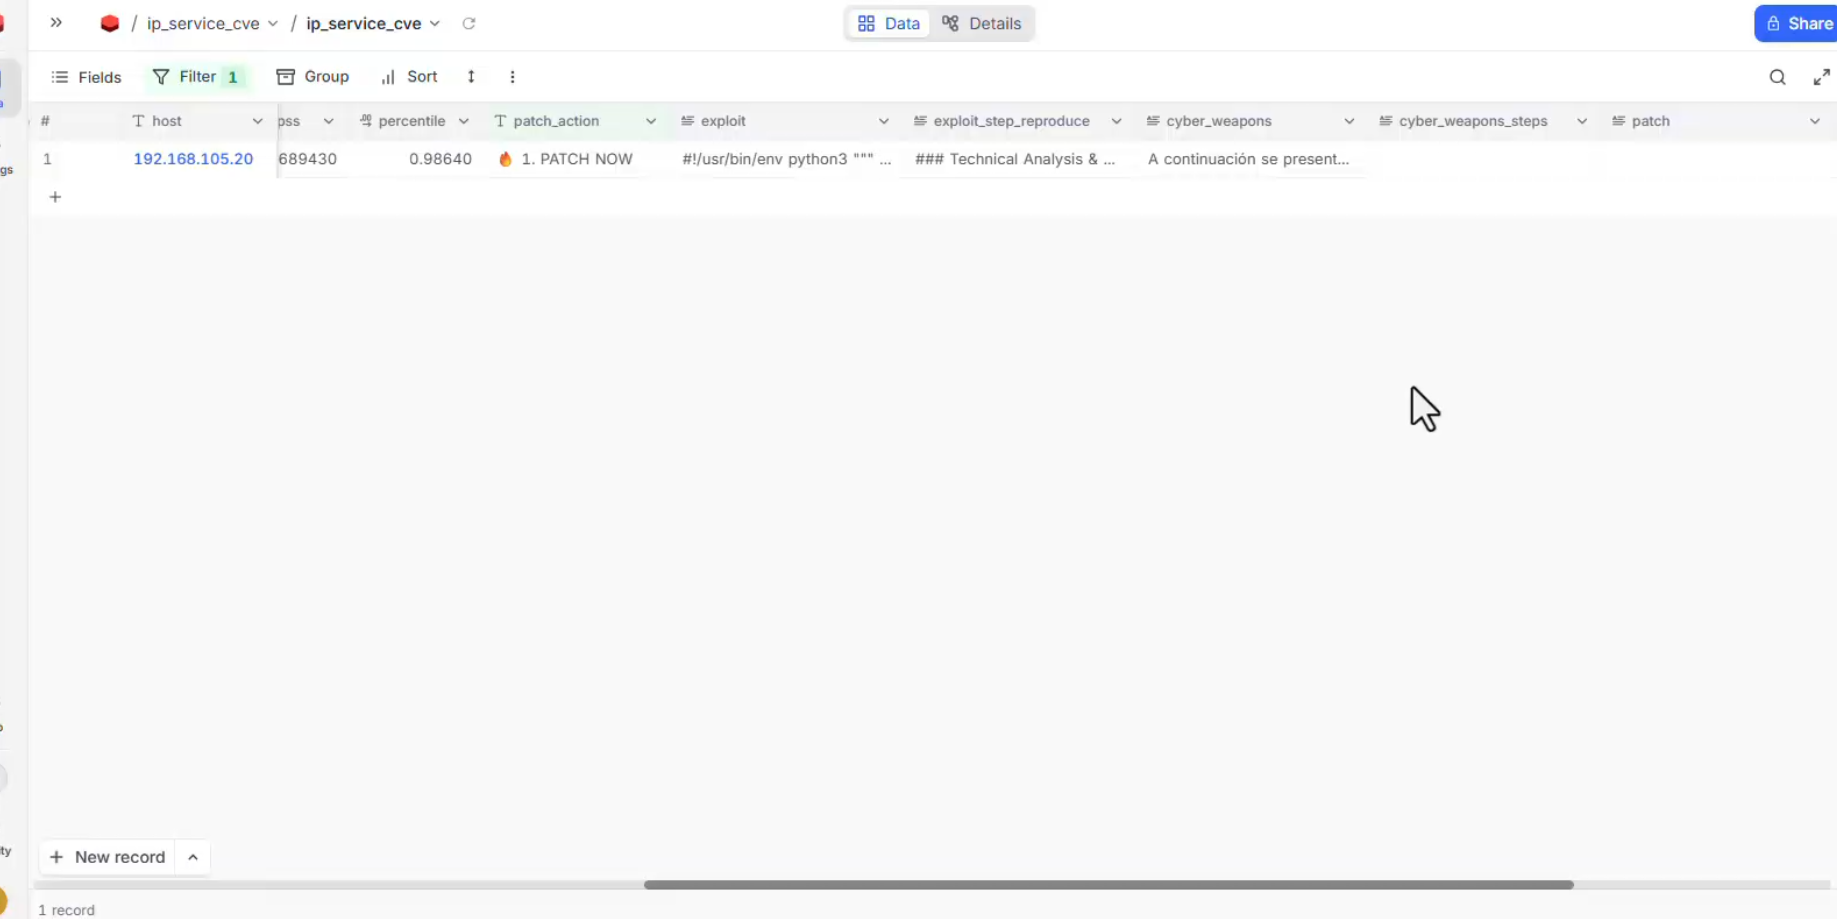 / ip_service_cve / ip_service_cve Data Details Share
Fields Filter 1 Group Sort
# host pss percentile patch_action exploit exploit_step_reproduce cyber_weapons cyber_weapons_steps patch
1 192.168.105.20 689430 0.98640 🔥 1. PATCH NOW #!/usr/bin/env python3 """ ... ### Technical Analysis & ... A continuación se present...
gs
+
ty
+ New record
1 record